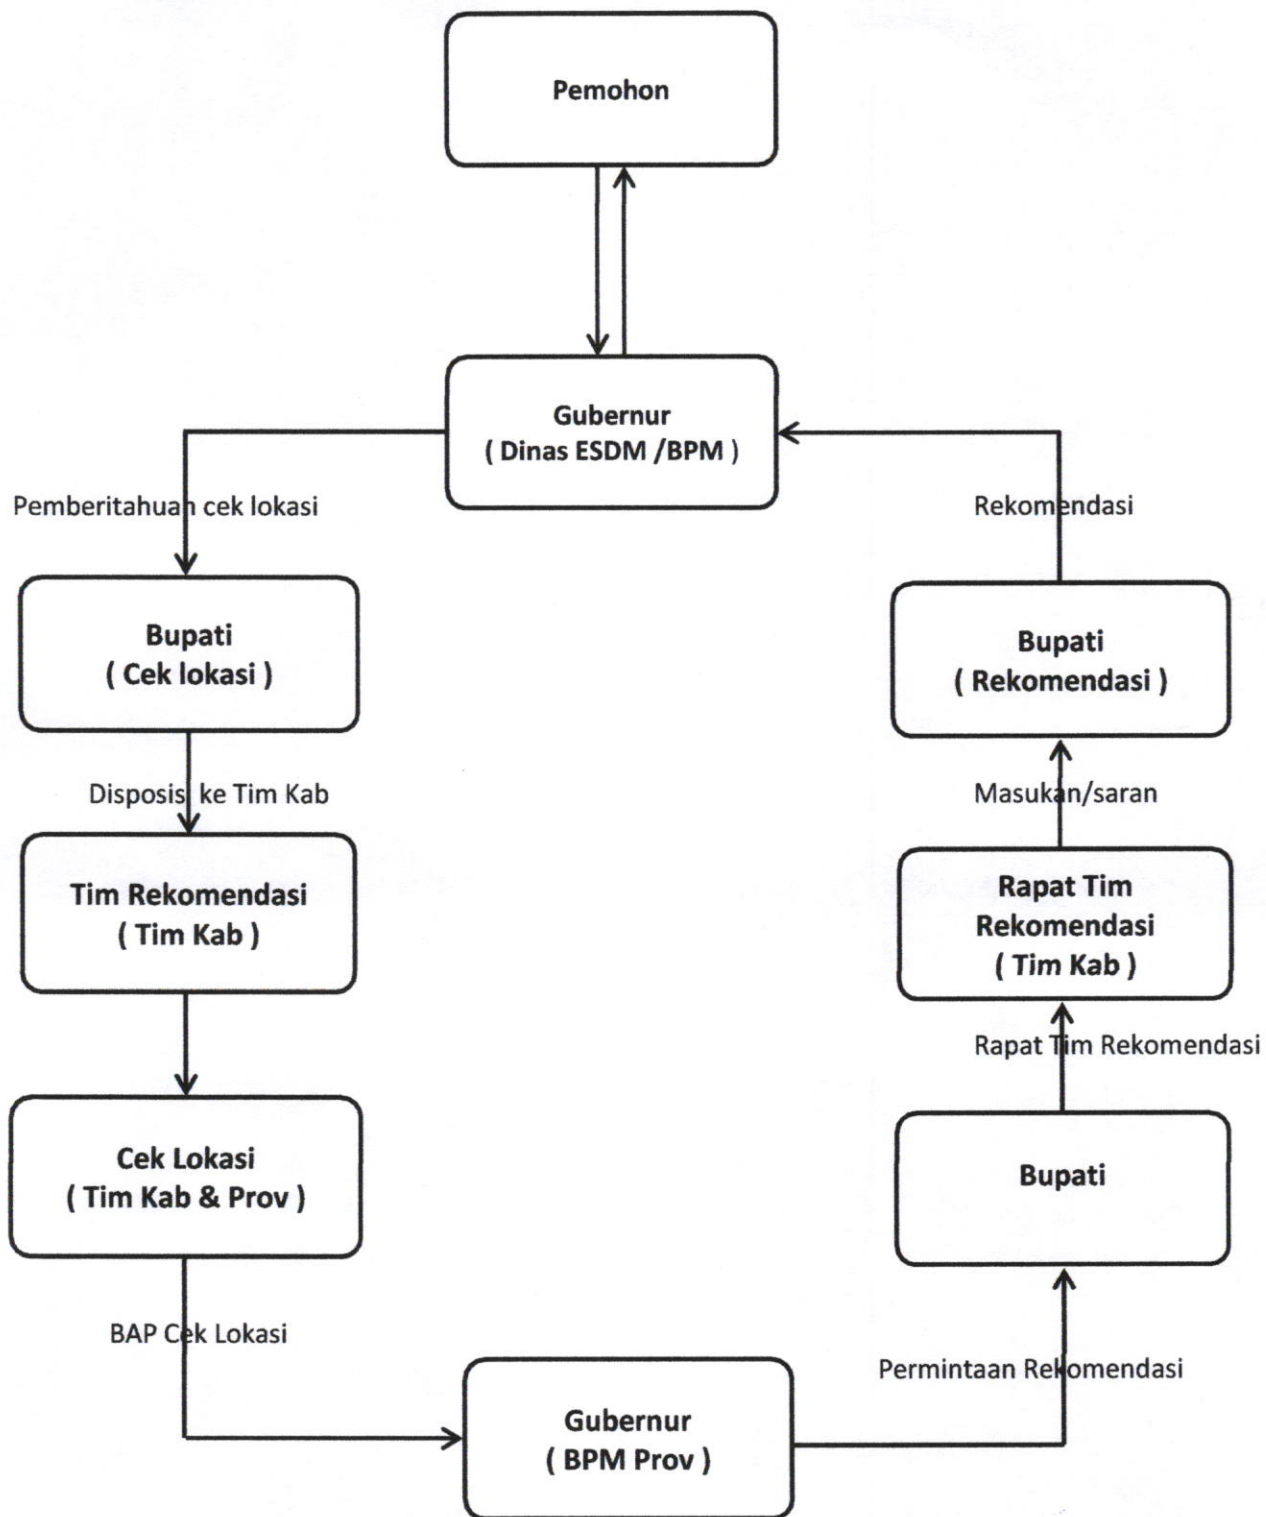 Pemohon
Gubernur
( Dinas ESDM /BPM )
Pemberitahuan cek lokasi
Rekomendasi
Bupati
( Cek lokasi )
Bupati
( Rekomendasi )
Disposisi ke Tim Kab
Masukan/saran
Tim Rekomendasi
( Tim Kab )
Rapat Tim
Rekomendasi
( Tim Kab )
Rapat Tim Rekomendasi
Cek Lokasi
( Tim Kab & Prov )
Bupati
BAP Cek Lokasi
Permintaan Rekomendasi
Gubernur
( BPM Prov )